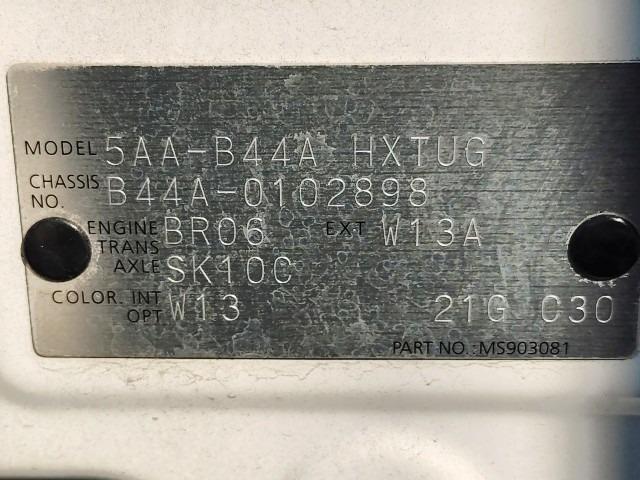 MODEL 5AA-B44A HXTUG
CHASSIS NO. B44A-0102898
ENGINE BR06 EXT W13A
TRANS AXLE SK10C
COLOR. INT W13 21G C30
OPT
PART NO.: MS903081